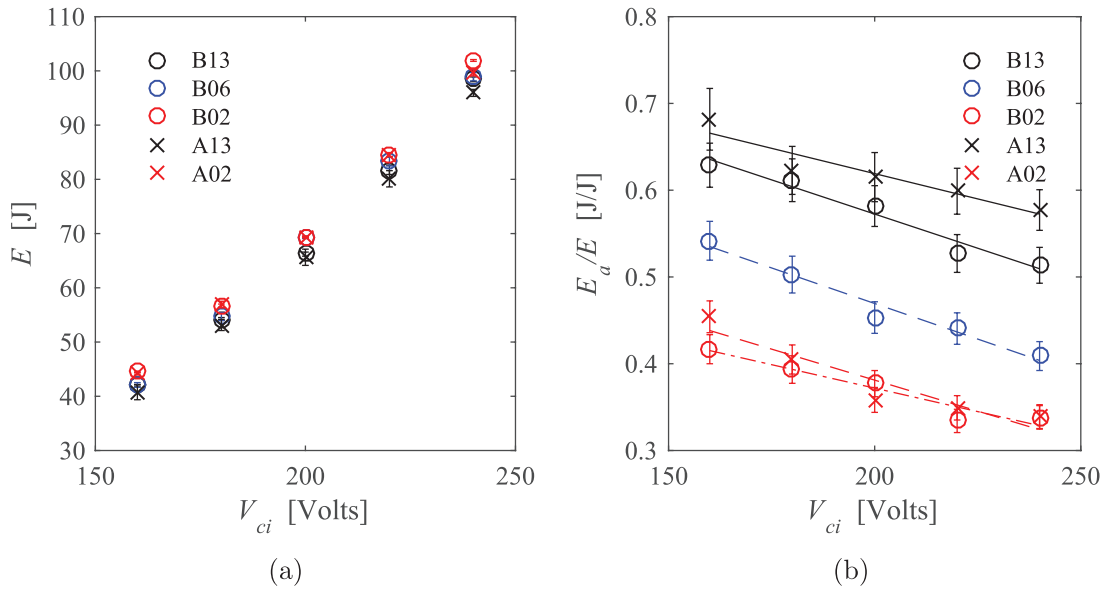 110
100
90
80
70
60
50
40
30
E [J]
B13
B06
B02
A13
A02
150
200
250
V_ci [Volts]
(a)
0.8
0.7
0.6
0.5
0.4
0.3
E_a/E [J/J]
B13
B06
B02
A13
A02
150
200
250
V_ci [Volts]
(b)